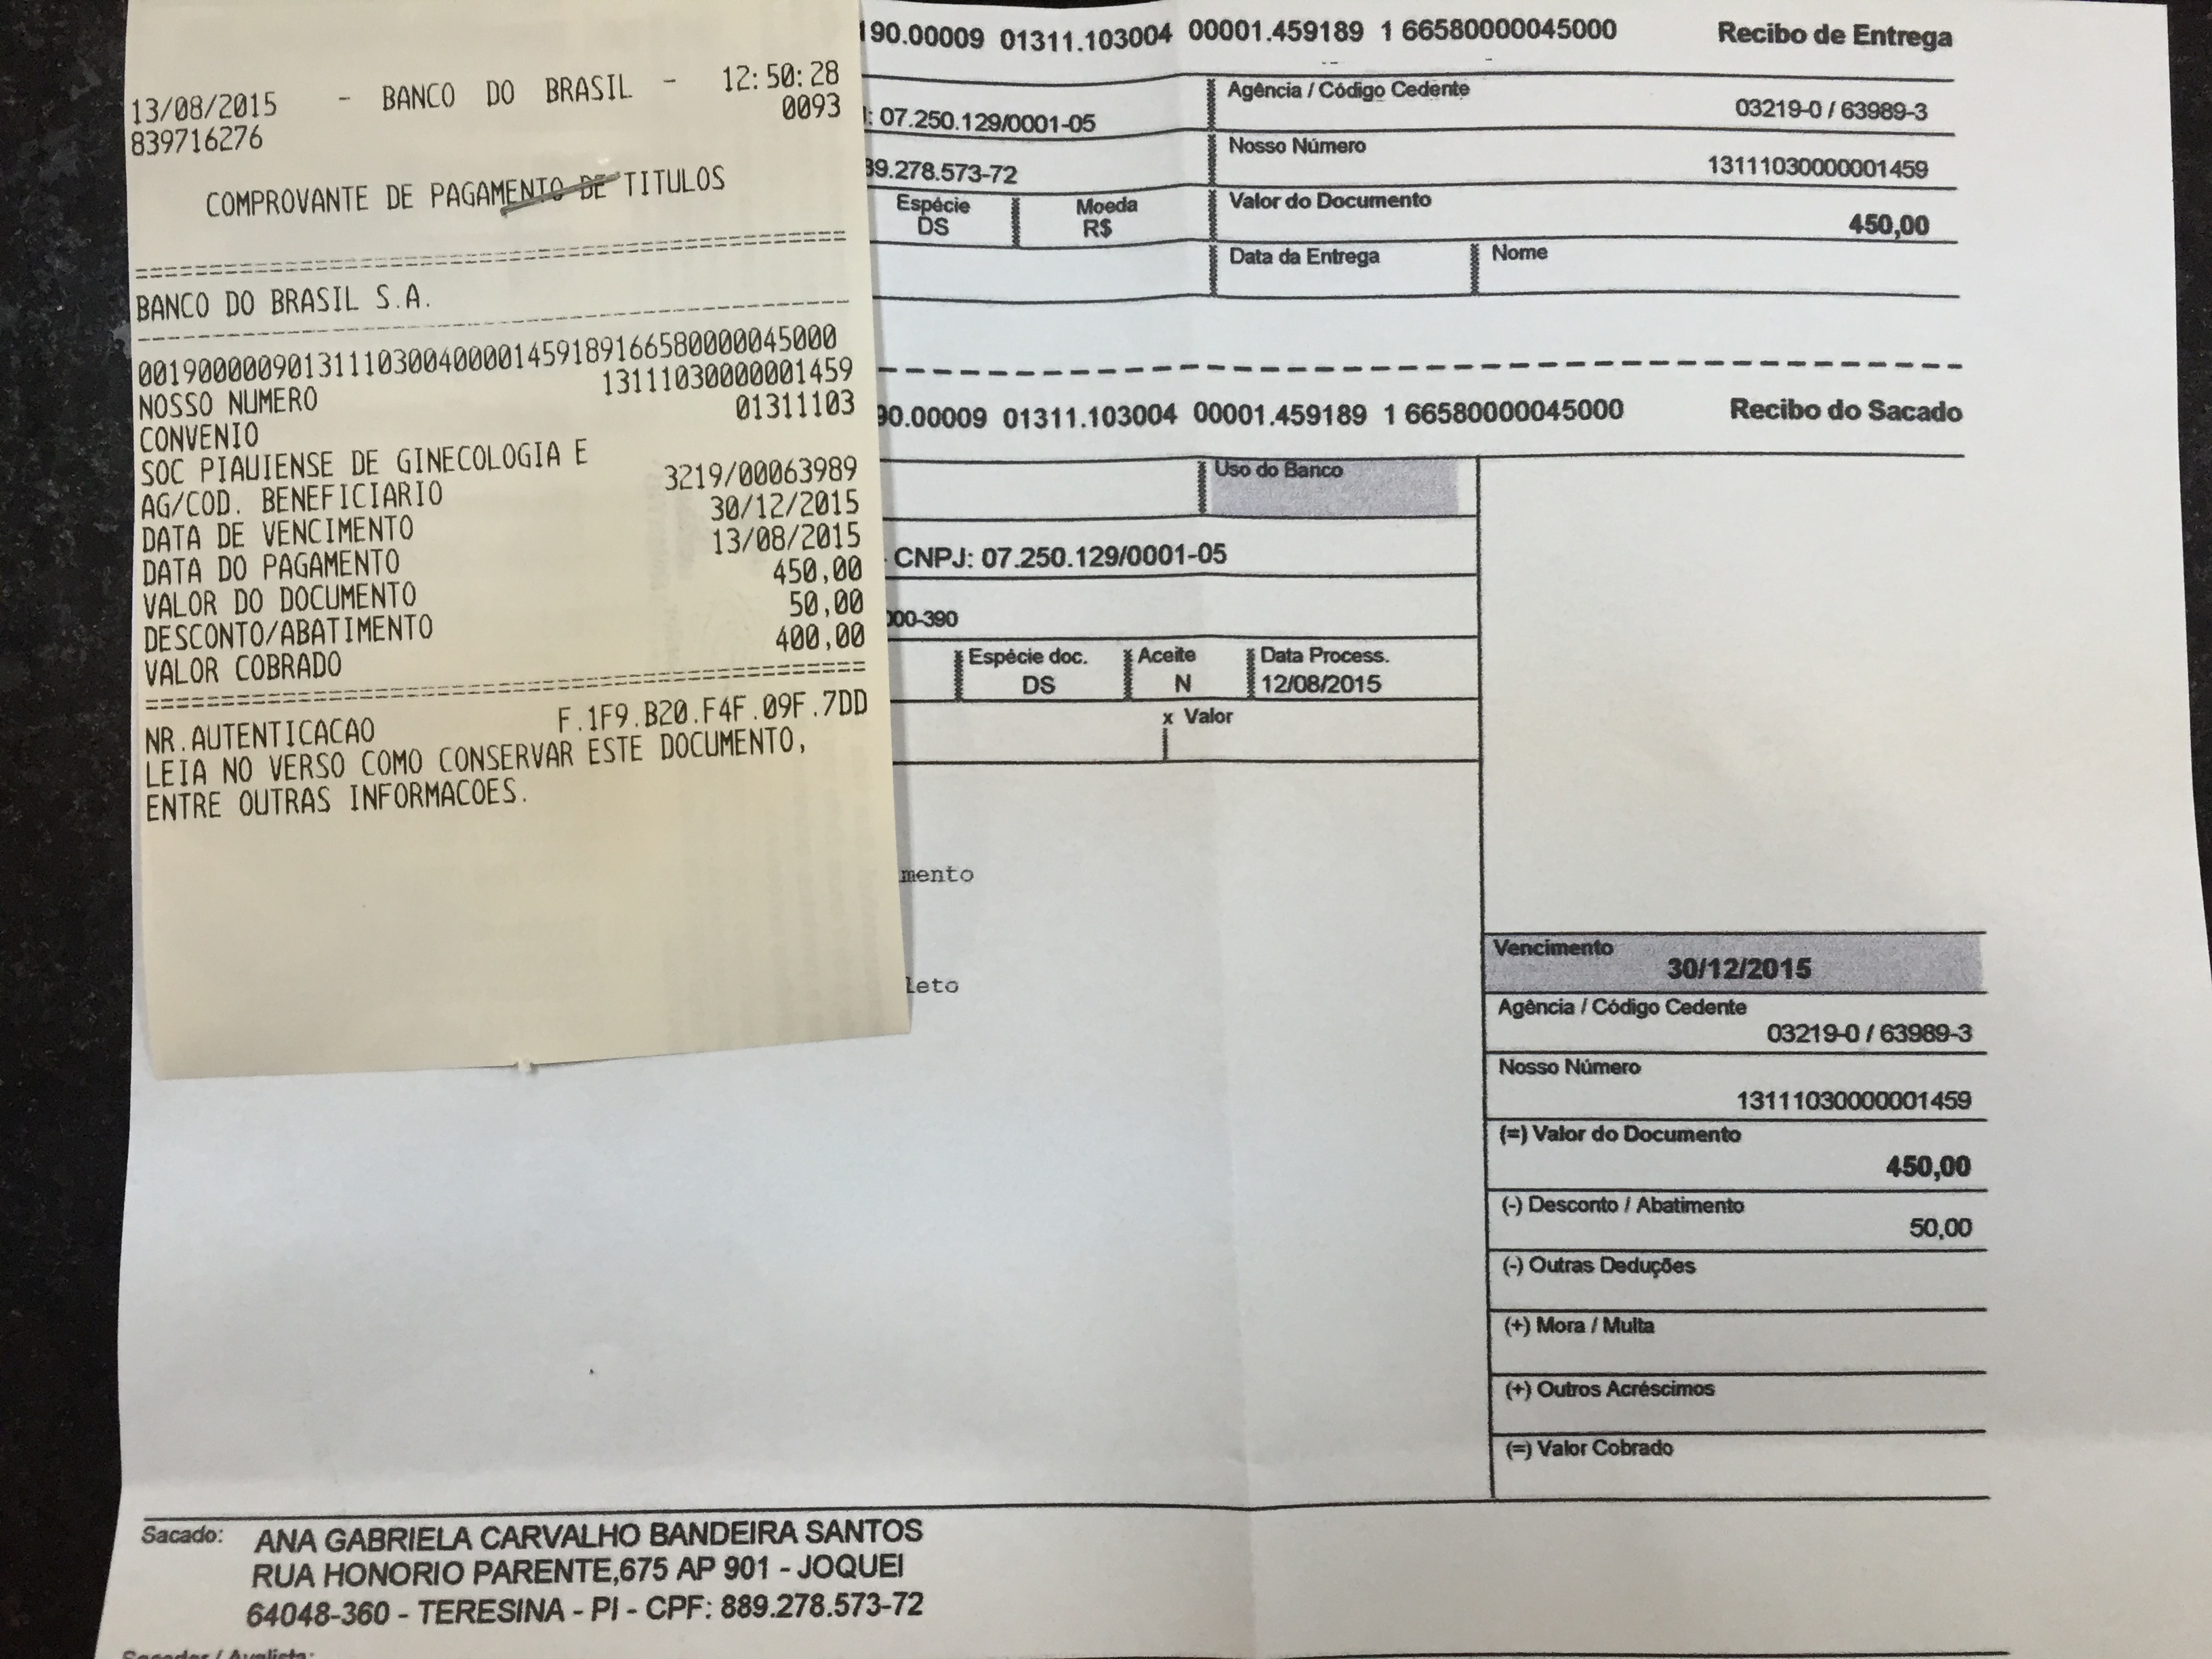 13/08/2015 - BANCO DO BRASIL - 12:50:28
839716276 0093
COMPROVANTE DE PAGAMENTO DE TITULOS
BANCO DO BRASIL S.A.
00190000090131110300400001459189166580000045000
NOSSO NUMERO 13111030000001459
CONVENIO 01311103
SOC PIAUIENSE DE GINECOLOGIA E
AG/COD. BENEFICIARIO 3219/00063989
DATA DE VENCIMENTO 30/12/2015
DATA DO PAGAMENTO 13/08/2015
VALOR DO DOCUMENTO 450,00
DESCONTO/ABATIMENTO 50,00
VALOR COBRADO 400,00
NR.AUTENTICACAO F.1F9.B20.F4F.09F.7DD
LEIA NO VERSO COMO CONSERVAR ESTE DOCUMENTO,
ENTRE OUTRAS INFORMACOES.
190.00009 01311.103004 00001.459189 1 66580000045000 Recibo de Entrega
: 07.250.129/0001-05
Agência / Código Cedente
03219-0 / 63989-3
39.278.573-72
Nosso Número
13111030000001459
Espécie
DS
Moeda
R$
Valor do Documento
450,00
Data da Entrega
Nome
90.00009 01311.103004 00001.459189 1 66580000045000 Recibo do Sacado
Uso do Banco
- CNPJ: 07.250.129/0001-05
000-390
Espécie doc.
DS
Aceite
N
Data Process.
12/08/2015
x Valor
mento
leto
Vencimento
30/12/2015
Agência / Código Cedente
03219-0 / 63989-3
Nosso Número
13111030000001459
(=) Valor do Documento
450,00
(-) Desconto / Abatimento
50,00
(-) Outras Deduções
(+) Mora / Multa
(+) Outros Acréscimos
(=) Valor Cobrado
Sacado: ANA GABRIELA CARVALHO BANDEIRA SANTOS
RUA HONORIO PARENTE,675 AP 901 - JOQUEI
64048-360 - TERESINA - PI - CPF: 889.278.573-72
Sacador / Avalista: